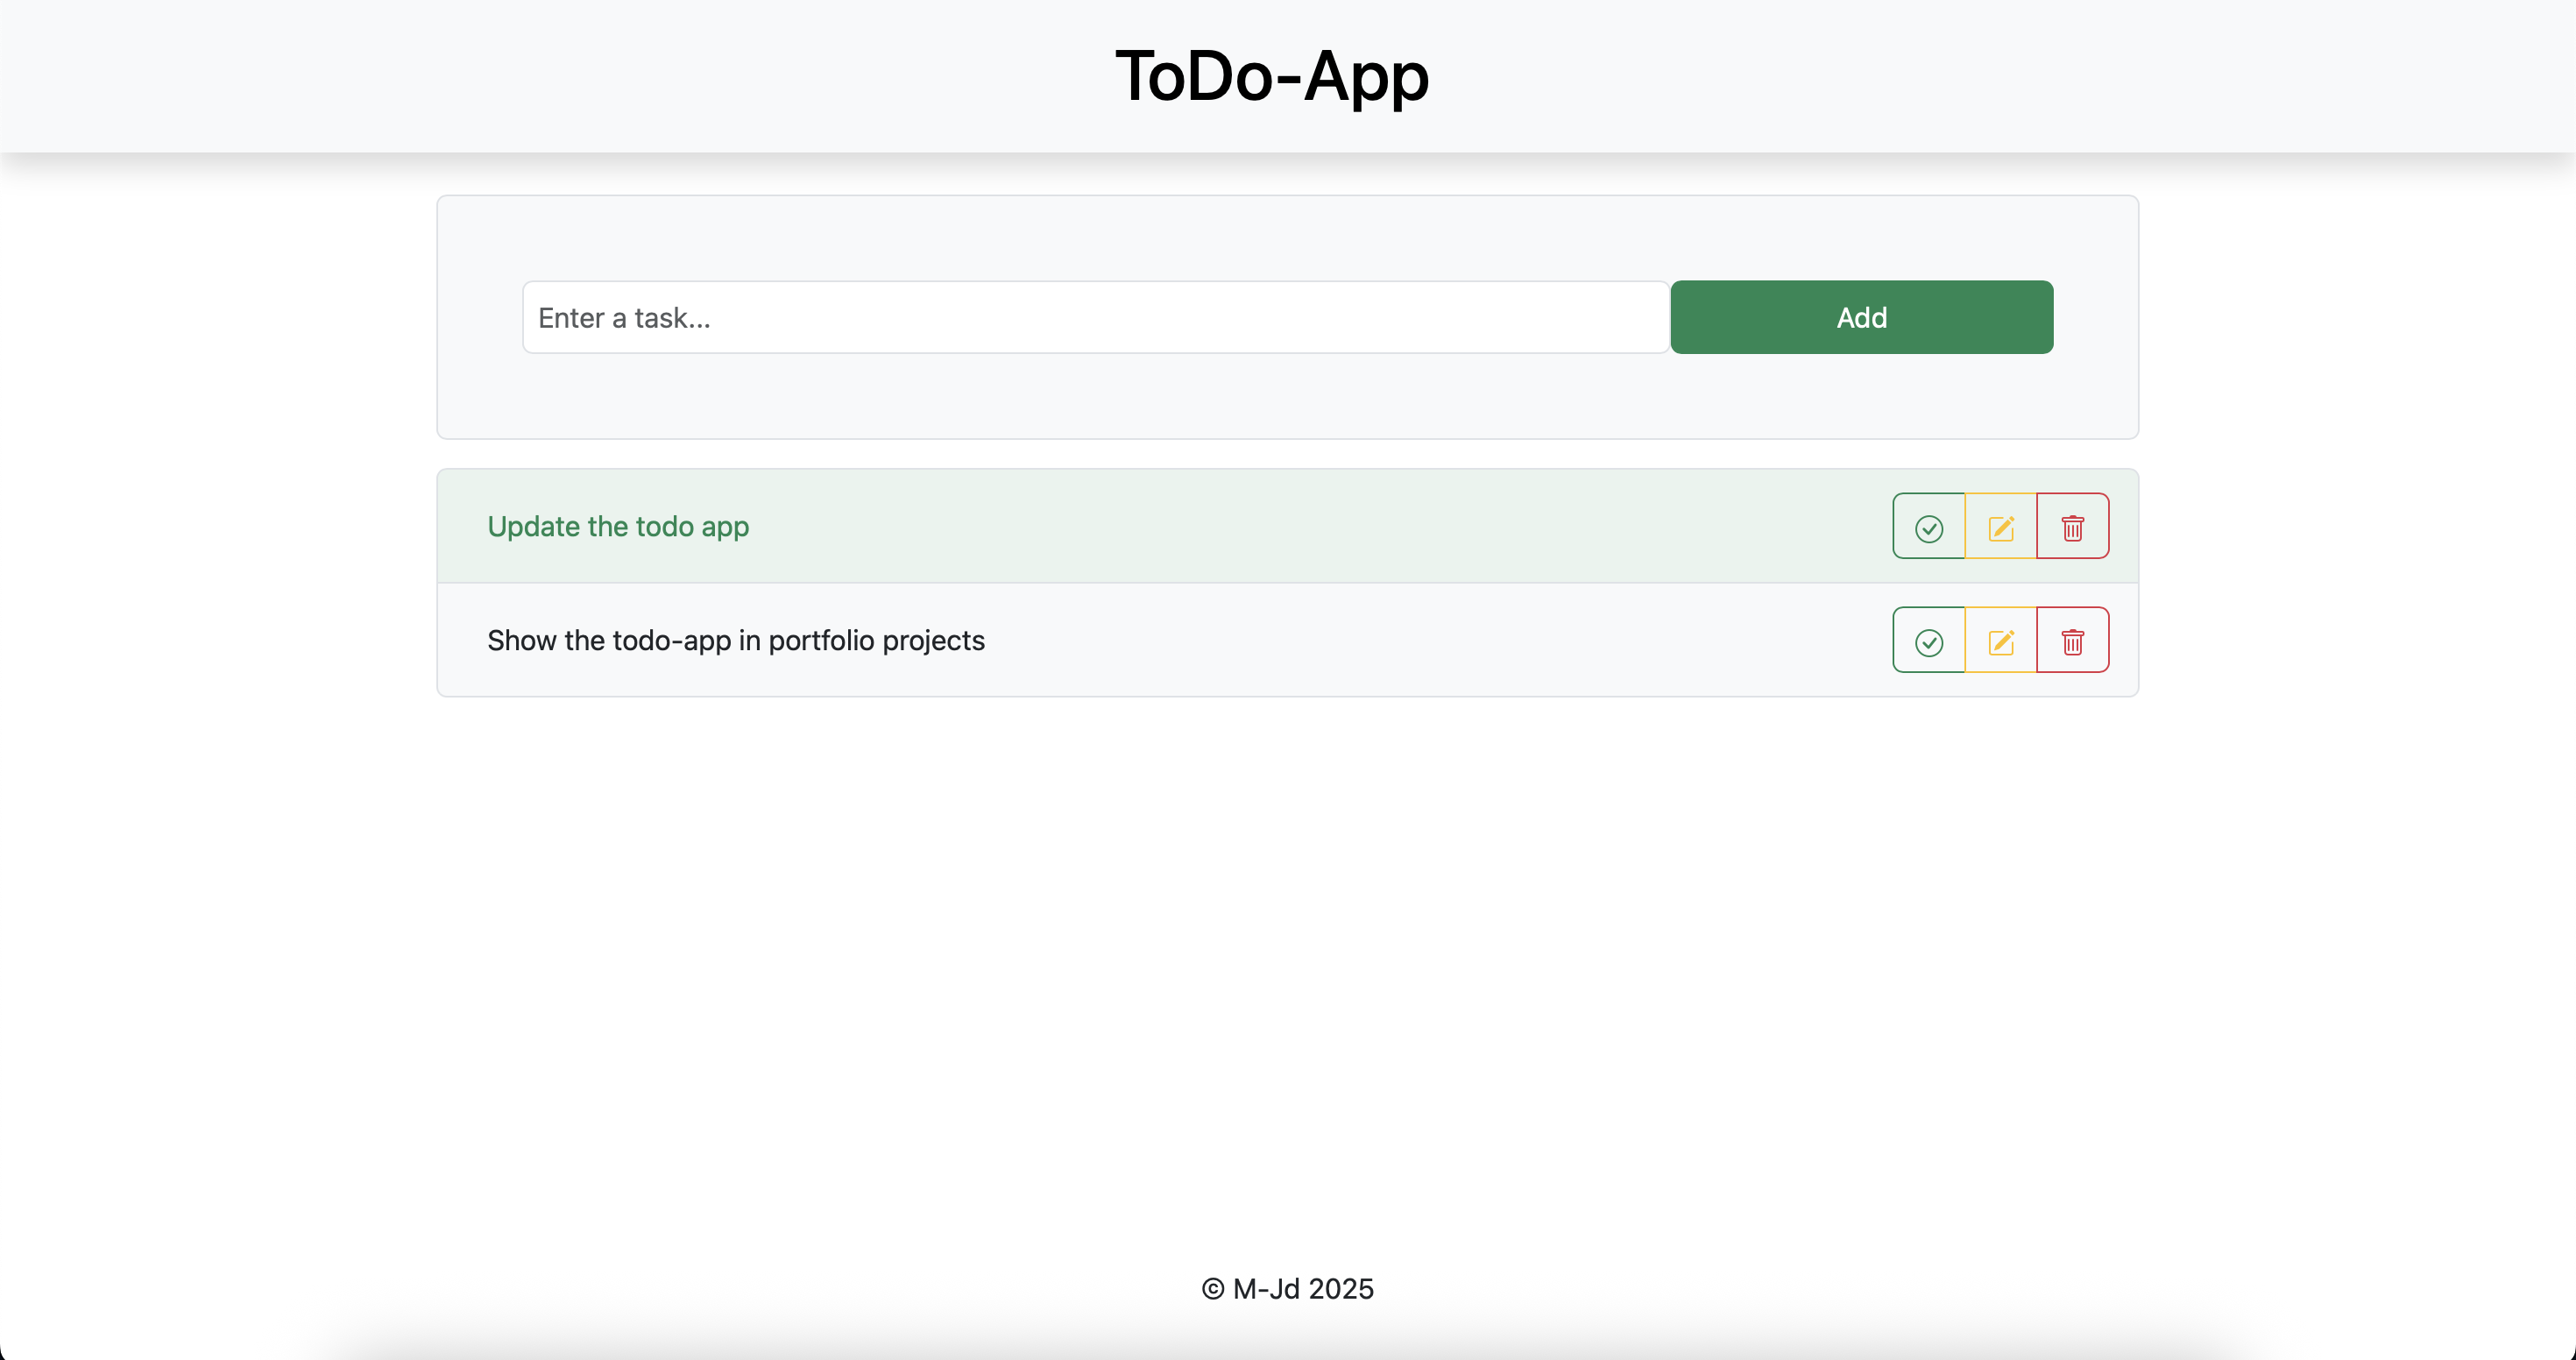 ToDo-App
Enter a task...
Add
Update the todo app
Show the todo-app in portfolio projects
© M-Jd 2025